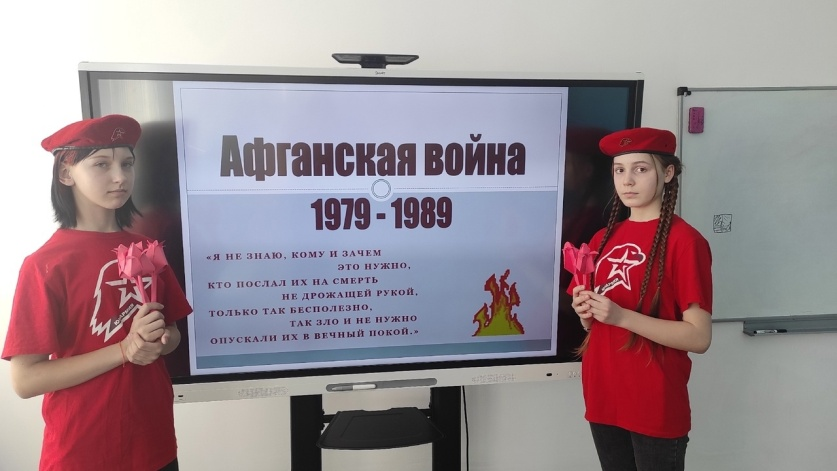 Афганская война
1979 - 1989
«Я НЕ ЗНАЮ, КОМУ И ЗАЧЕМ
ЭТО НУЖНО,
КТО ПОСЛАЛ ИХ НА СМЕРТЬ
НЕ ДРОЖАЩЕЙ РУКОЙ,
ТОЛЬКО ТАК БЕСПОЛЕЗНО,
ТАК ЗЛО И НЕ НУЖНО
ОПУСКАЛИ ИХ В ВЕЧНЫЙ ПОКОЙ.»